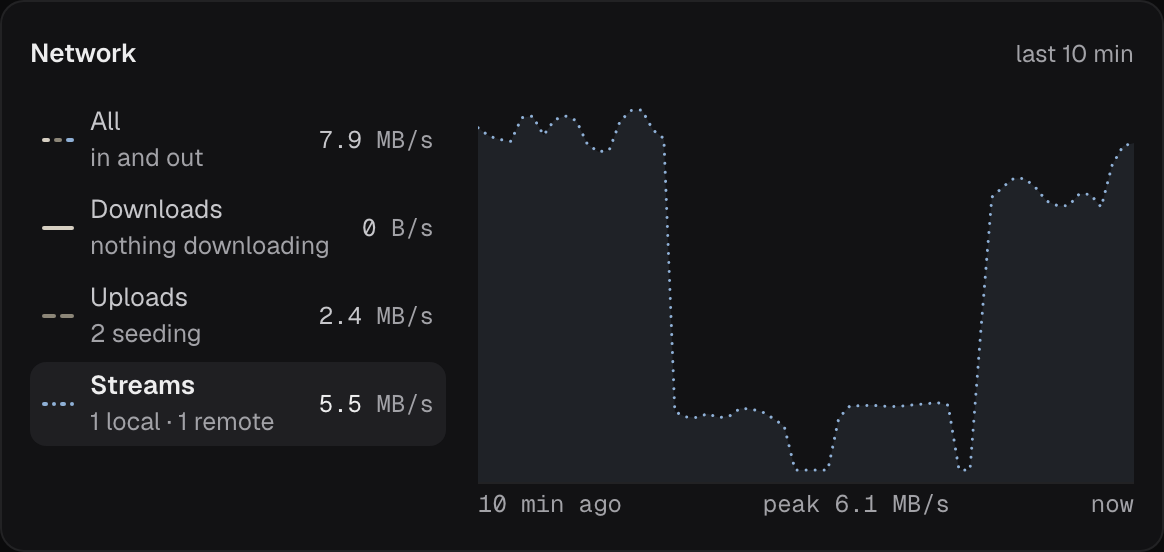 Network
last 10 min
All
in and out
7.9 MB/s
Downloads
nothing downloading
0 B/s
Uploads
2 seeding
2.4 MB/s
Streams
1 local · 1 remote
5.5 MB/s
10 min ago
peak 6.1 MB/s
now